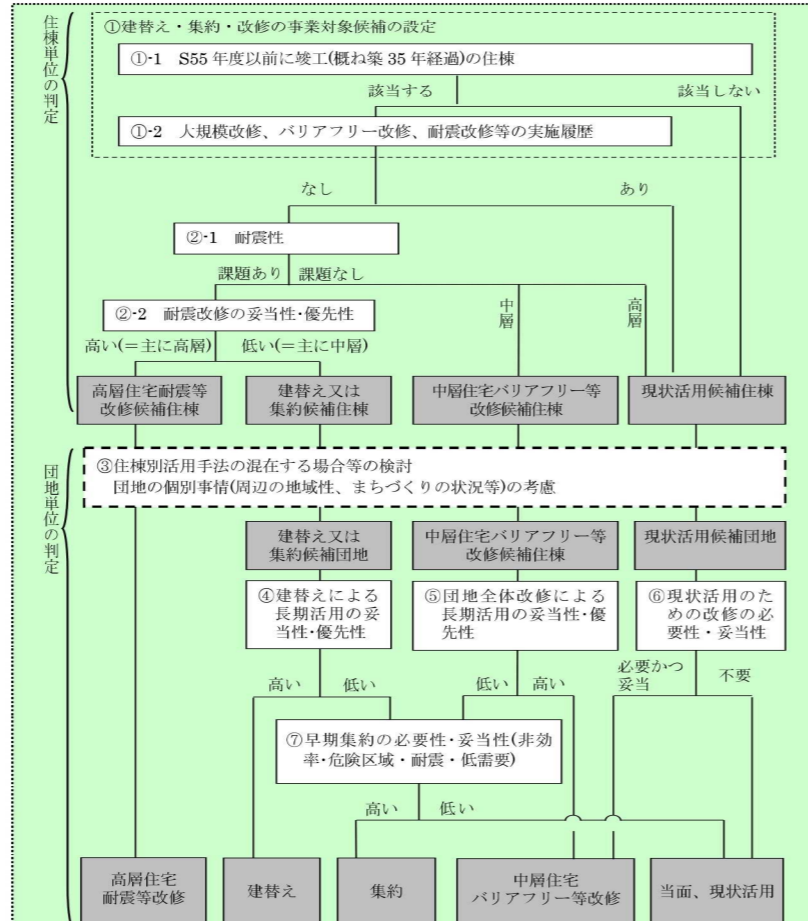 住棟単位の判定
①建替え・集約・改修の事業対象候補の設定
①-1 S55年度以前に竣工(概ね築35年経過)の住棟
該当する
該当しない
①-2 大規模改修、バリアフリー改修、耐震改修等の実施履歴
なし
あり
②-1 耐震性
課題あり
課題なし
②-2 耐震改修の妥当性・優先性
中層
高層
高い(＝主に高層)
低い(＝主に中層)
高層住宅耐震等
改修候補住棟
建替え又は
集約候補住棟
中層住宅バリアフリー等
改修候補住棟
現状活用候補住棟
団地単位の判定
③住棟別活用手法の混在する場合等の検討
団地の個別事情(周辺の地域性、まちづくりの状況等)の考慮
建替え又は
集約候補団地
中層住宅バリアフリー等
改修候補住棟
現状活用候補団地
④建替えによる
長期活用の妥
当性・優先性
⑤団地全体改修による
長期活用の妥当性・優
先性
⑥現状活用のた
めの改修の必
要性・妥当性
高い
低い
低い
高い
必要かつ
妥当
不要
⑦早期集約の必要性・妥当性(非効
率・危険区域・耐震・低需要)
高い
低い
高層住宅
耐震等改修
建替え
集約
中層住宅
バリアフリー等改修
当面、現状活用